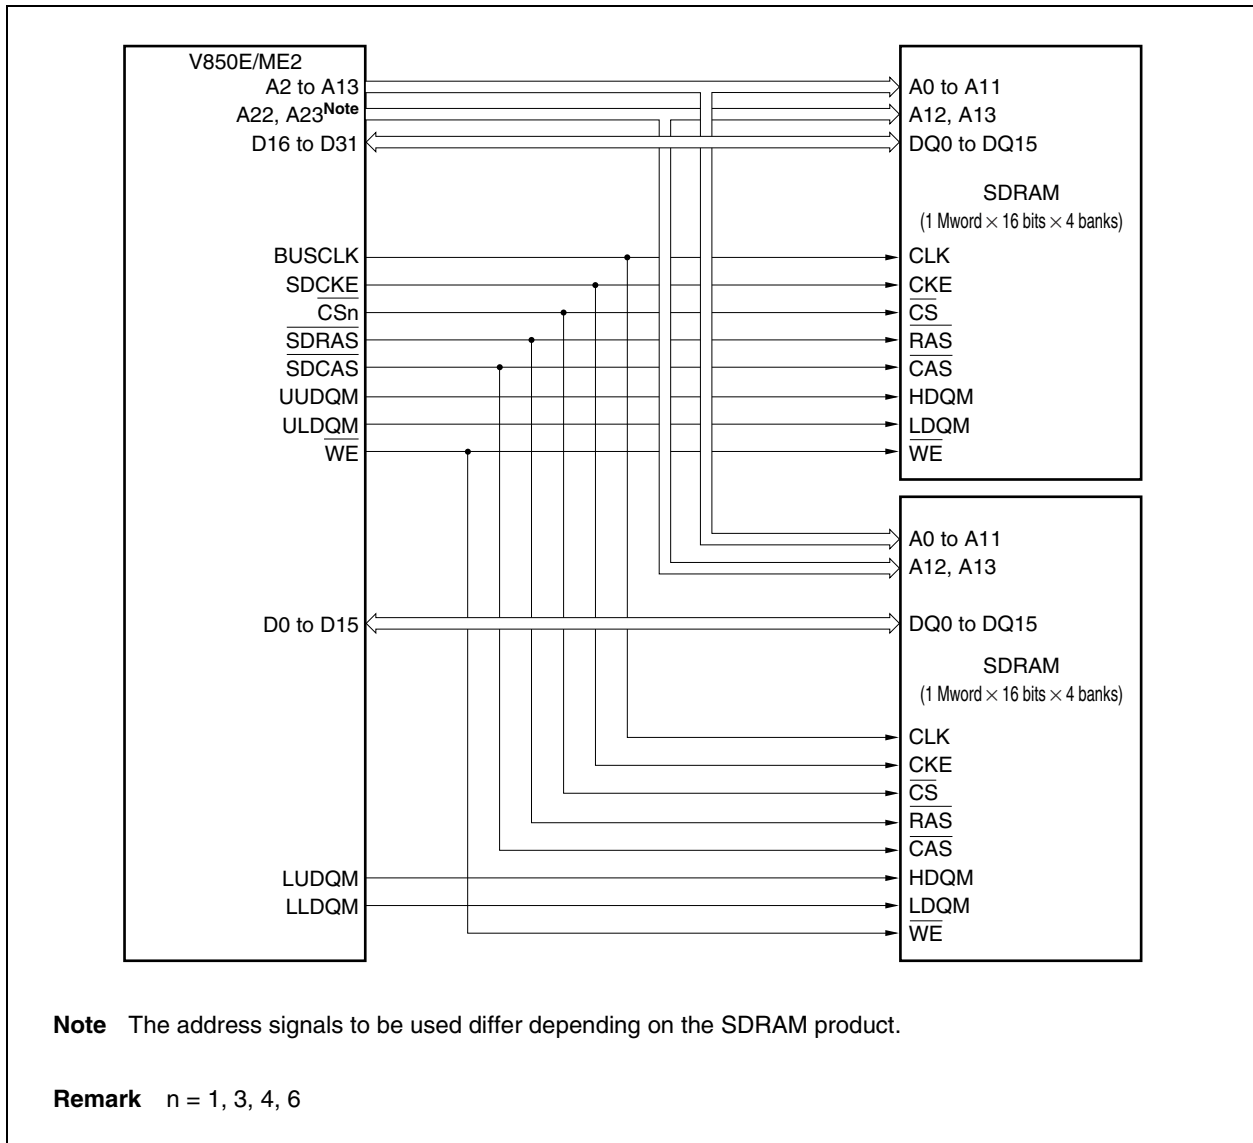 V850E/ME2
A2 to A13
A22, A23Note
D16 to D31
BUSCLK
SDCKE
CSn
SDRAS
SDCAS
UUDQM
ULDQM
WE
D0 to D15
LUDQM
LLDQM
A0 to A11
A12, A13
DQ0 to DQ15
SDRAM
(1 Mword × 16 bits × 4 banks)
CLK
CKE
CS
RAS
CAS
HDQM
LDQM
WE
A0 to A11
A12, A13
DQ0 to DQ15
SDRAM
(1 Mword × 16 bits × 4 banks)
CLK
CKE
CS
RAS
CAS
HDQM
LDQM
WE
Note The address signals to be used differ depending on the SDRAM product.
Remark n = 1, 3, 4, 6